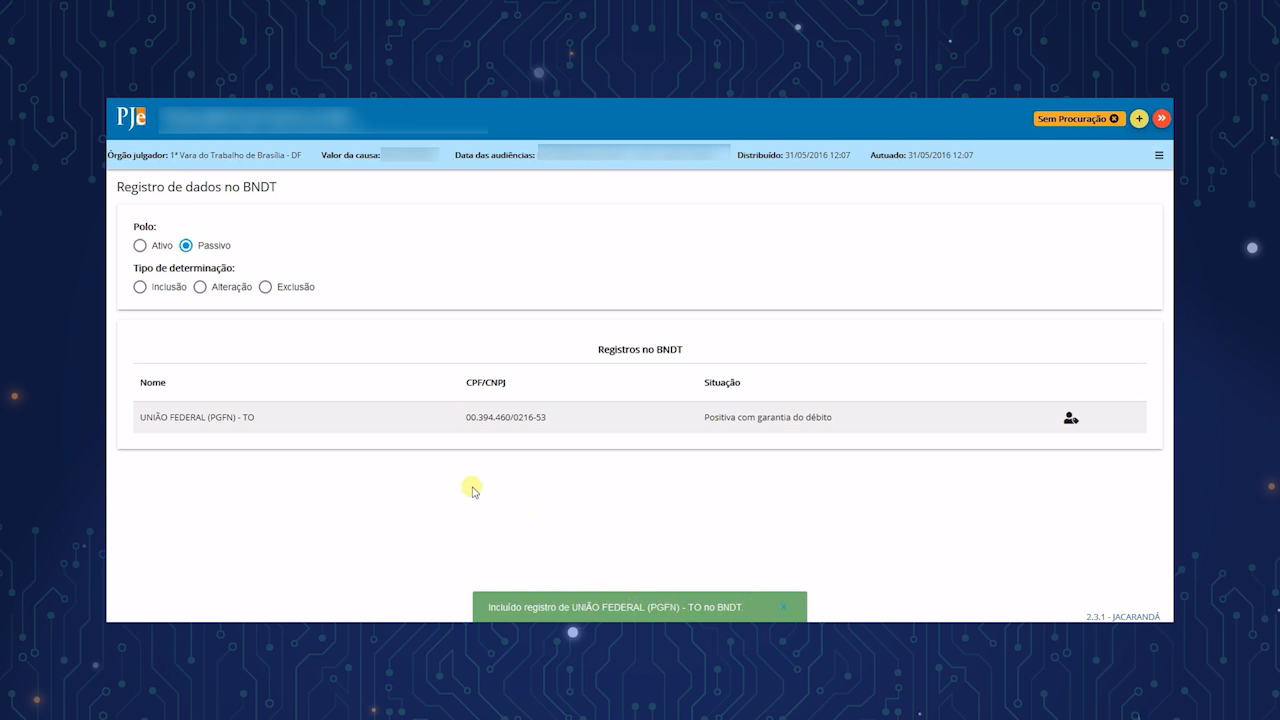 PJe
Sem Procuração
+
Órgão julgador: 1ª Vara do Trabalho de Brasília - DF Valor da causa: Data das audiências: Distribuído: 31/05/2016 12:07 Autuado: 31/05/2016 12:07
Registro de dados no BNDT
Polo:
Ativo Passivo
Tipo de determinação:
Inclusão Alteração Exclusão
Registros no BNDT
Nome CPF/CNPJ Situação
UNIÃO FEDERAL (PGFN) - TO 00.394.460/0216-53 Positiva com garantia do débito
Incluído registro de UNIÃO FEDERAL (PGFN) - TO no BNDT. X
2.3.1 - JACARANDÁ